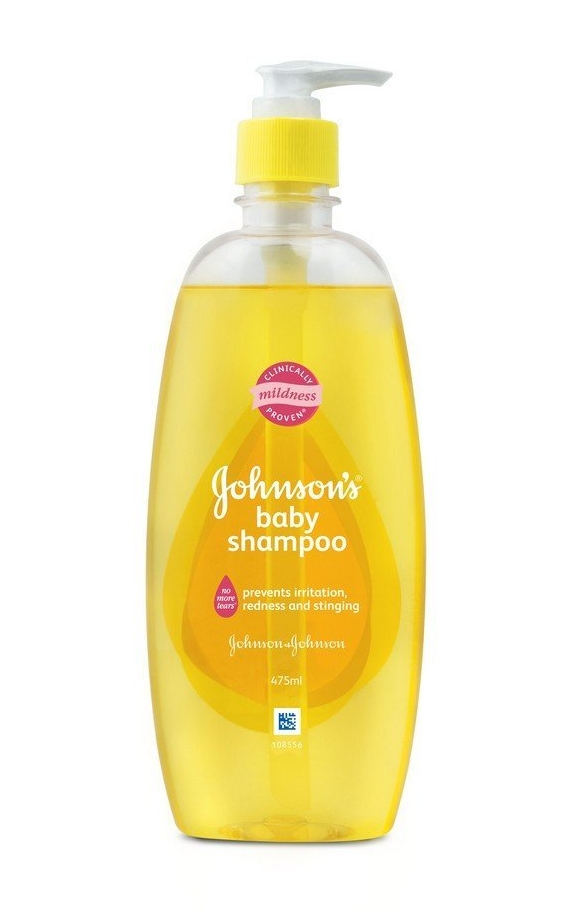 CLINICALLY
mildness
PROVEN®
Johnson's®
baby
shampoo
no
more
tears®
prevents irritation,
redness and stinging
Johnson & Johnson
475ml
108556